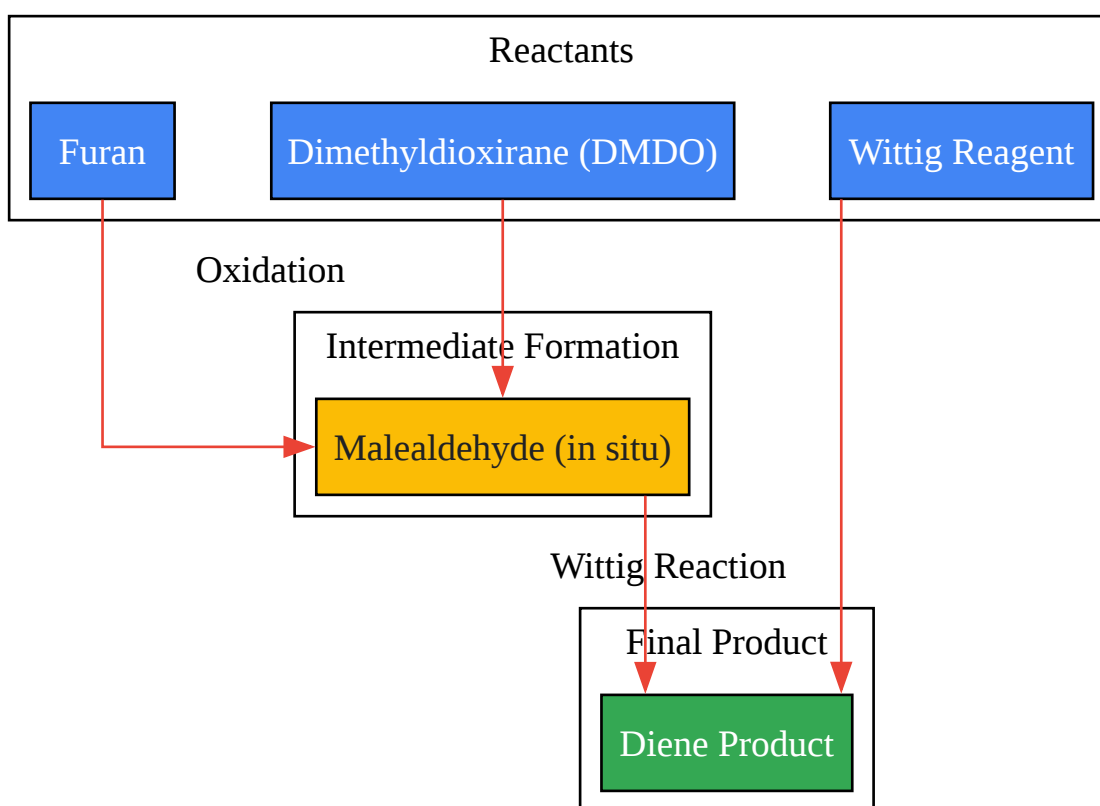 Reactants
Furan
Dimethyldioxirane (DMDO)
Wittig Reagent
Oxidation
Intermediate Formation
Malealdehyde (in situ)
Wittig Reaction
Final Product
Diene Product